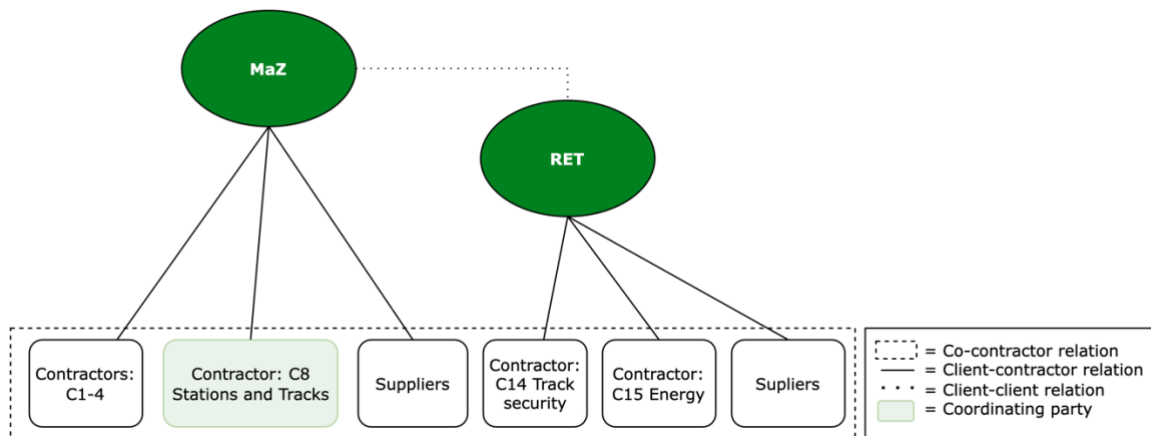 MaZ
RET
Contractors:
C1-4
Contractor: C8
Stations and Tracks
Suppliers
Contractor:
C14 Track
security
Contractor:
C15 Energy
Supliers
= Co-contractor relation
= Client-contractor relation
= Client-client relation
= Coordinating party